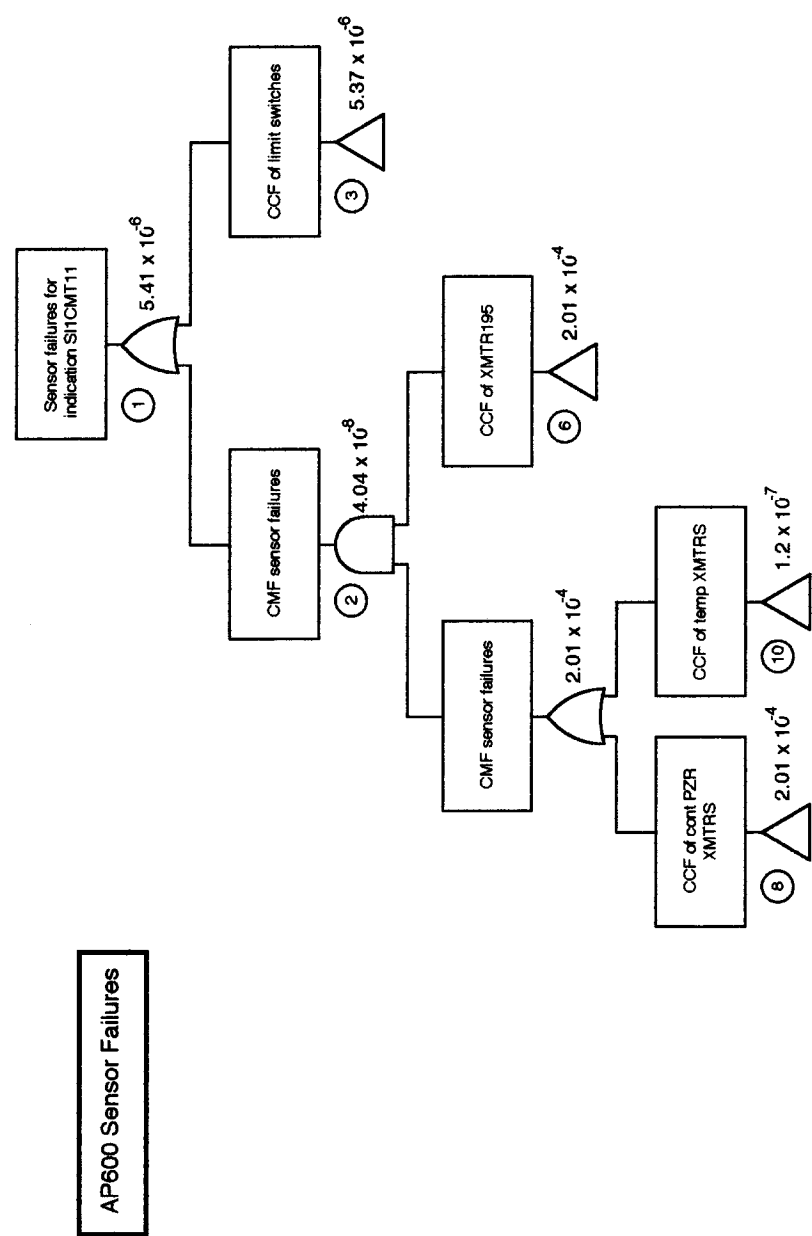 AP600 Sensor Failures
Sensor failures for
indication SI1CMT11
1
5.41 x 10-6
CMF sensor failures
2
4.04 x 10-8
CCF of limit switches
3
5.37 x 10-6
CMF sensor failures
2.01 x 10-4
CCF of XMTR195
6
2.01 x 10-4
CCF of cont PZR
XMTRS
8
2.01 x 10-4
CCF of temp XMTRS
10
1.2 x 10-7